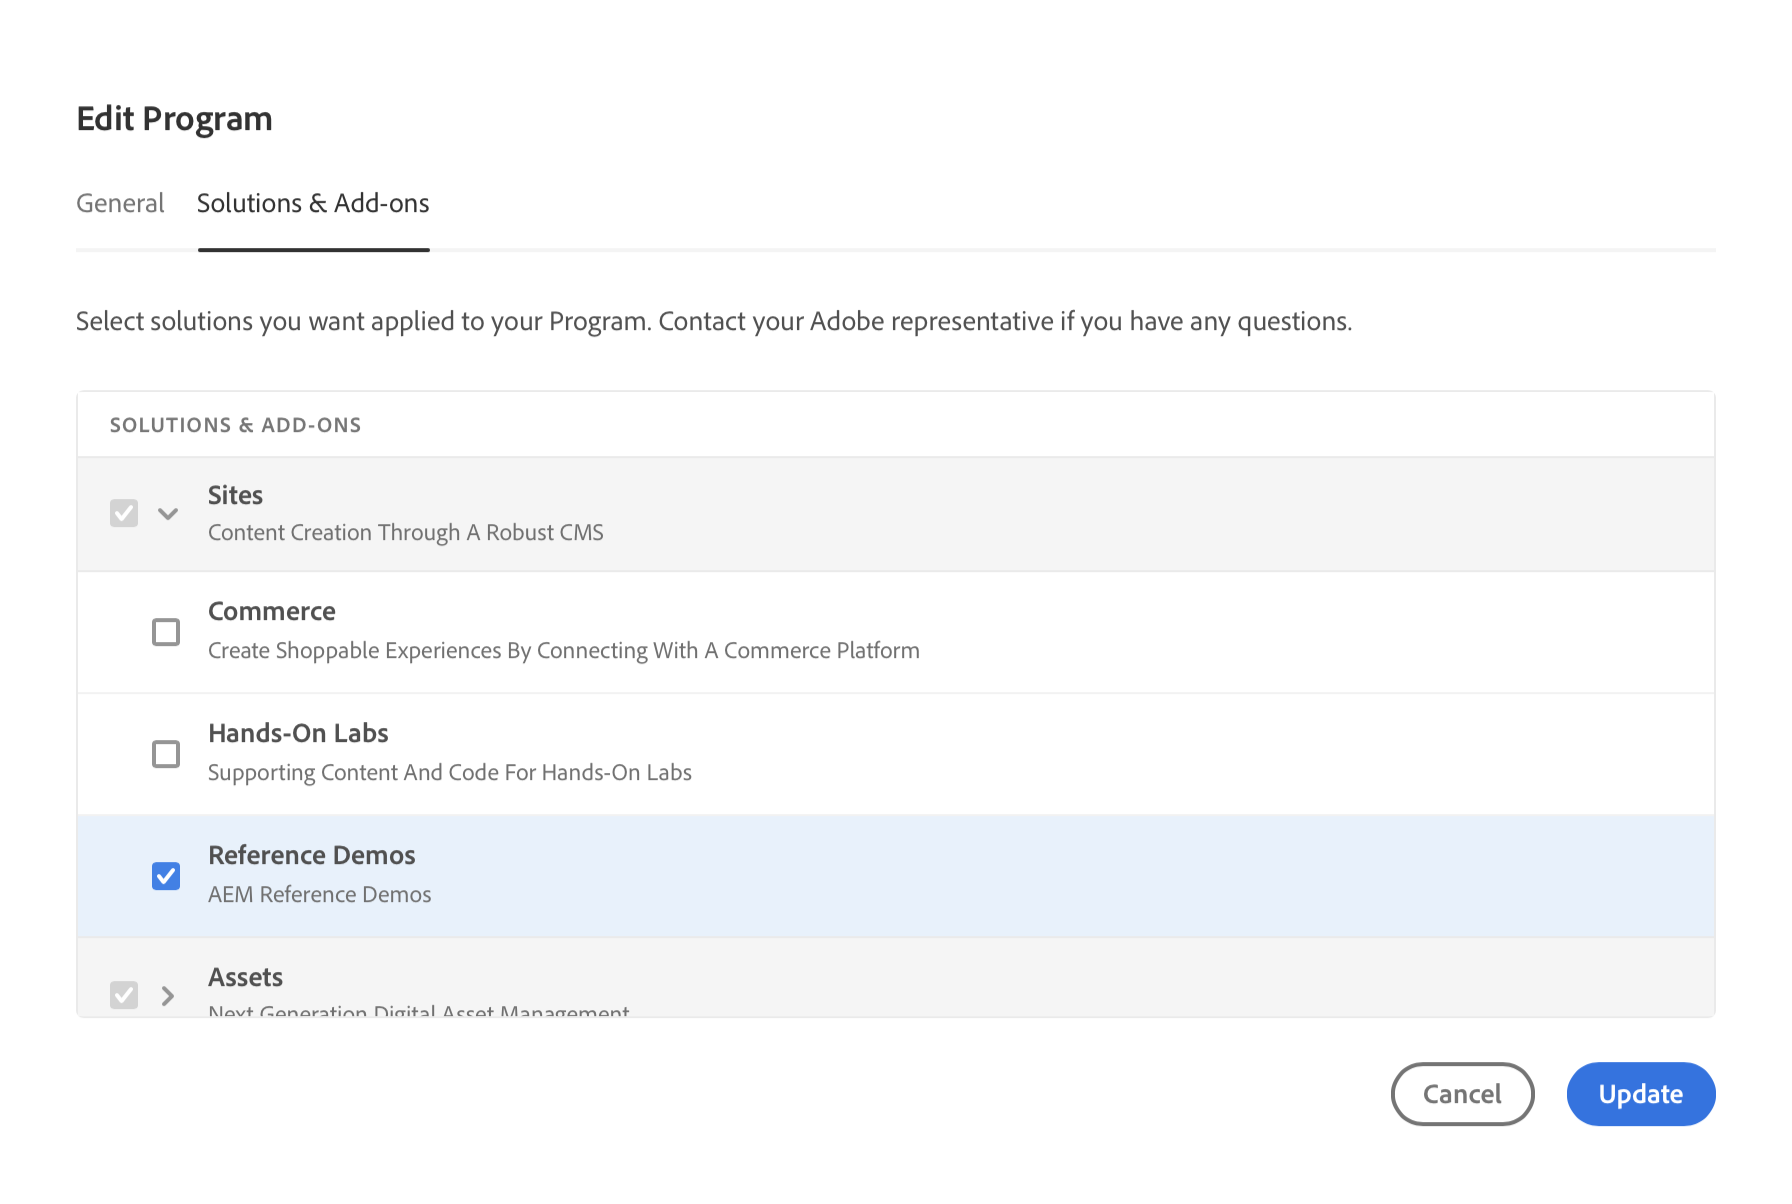 Edit Program
General
Solutions & Add-ons
Select solutions you want applied to your Program. Contact your Adobe representative if you have any questions.
SOLUTIONS & ADD-ONS
Sites
Content Creation Through A Robust CMS
Commerce
Create Shoppable Experiences By Connecting With A Commerce Platform
Hands-On Labs
Supporting Content And Code For Hands-On Labs
Reference Demos
AEM Reference Demos
Assets
Next Generation Digital Asset Management
Cancel
Update